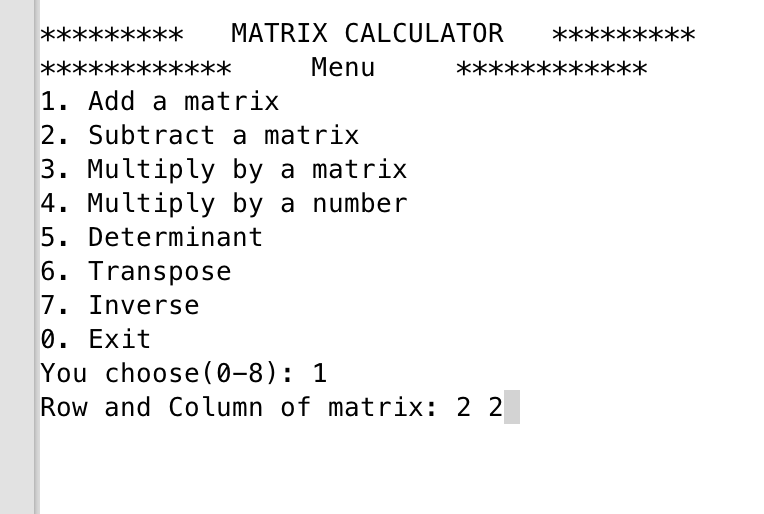 *********   MATRIX CALCULATOR   *********
************     Menu     ************
1. Add a matrix
2. Subtract a matrix
3. Multiply by a matrix
4. Multiply by a number
5. Determinant
6. Transpose
7. Inverse
0. Exit
You choose(0-8): 1
Row and Column of matrix: 2 2